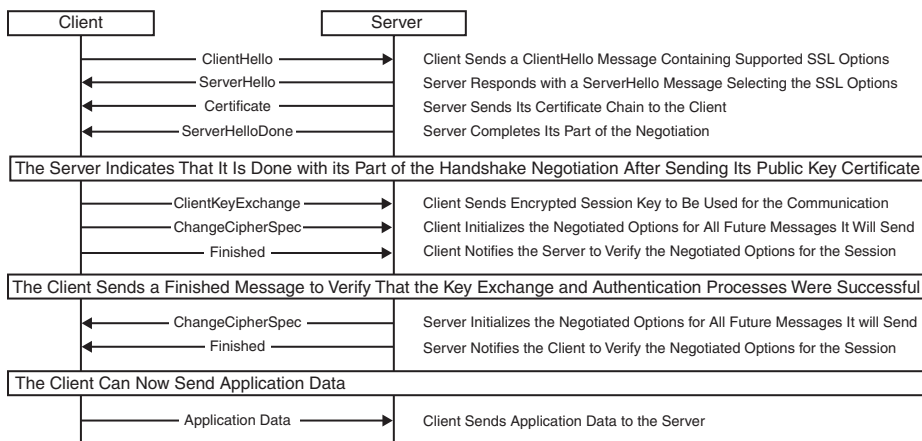 Client Server
ClientHello Client Sends a ClientHello Message Containing Supported SSL Options
ServerHello Server Responds with a ServerHello Message Selecting the SSL Options
Certificate Server Sends Its Certificate Chain to the Client
ServerHelloDone Server Completes Its Part of the Negotiation
The Server Indicates That It Is Done with its Part of the Handshake Negotiation After Sending Its Public Key Certificate
ClientKeyExchange Client Sends Encrypted Session Key to Be Used for the Communication
ChangeCipherSpec Client Initializes the Negotiated Options for All Future Messages It Will Send
Finished Client Notifies the Server to Verify the Negotiated Options for the Session
The Client Sends a Finished Message to Verify That the Key Exchange and Authentication Processes Were Successful
ChangeCipherSpec Server Initializes the Negotiated Options for All Future Messages It will Send
Finished Server Notifies the Client to Verify the Negotiated Options for the Session
The Client Can Now Send Application Data
Application Data Client Sends Application Data to the Server